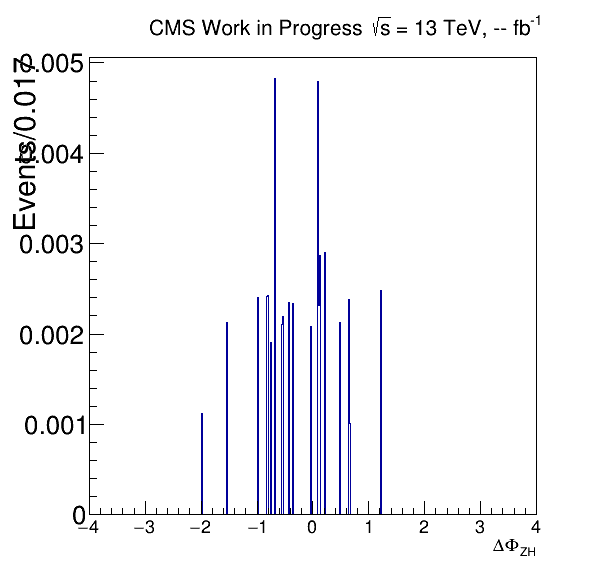 CMS Work in Progress √s = 13 TeV, -- fb⁻¹
Events/0.017
0.005
0.004
0.003
0.002
0.001
0
−4 −3 −2 −1 0 1 2 3 4
ΔΦZH